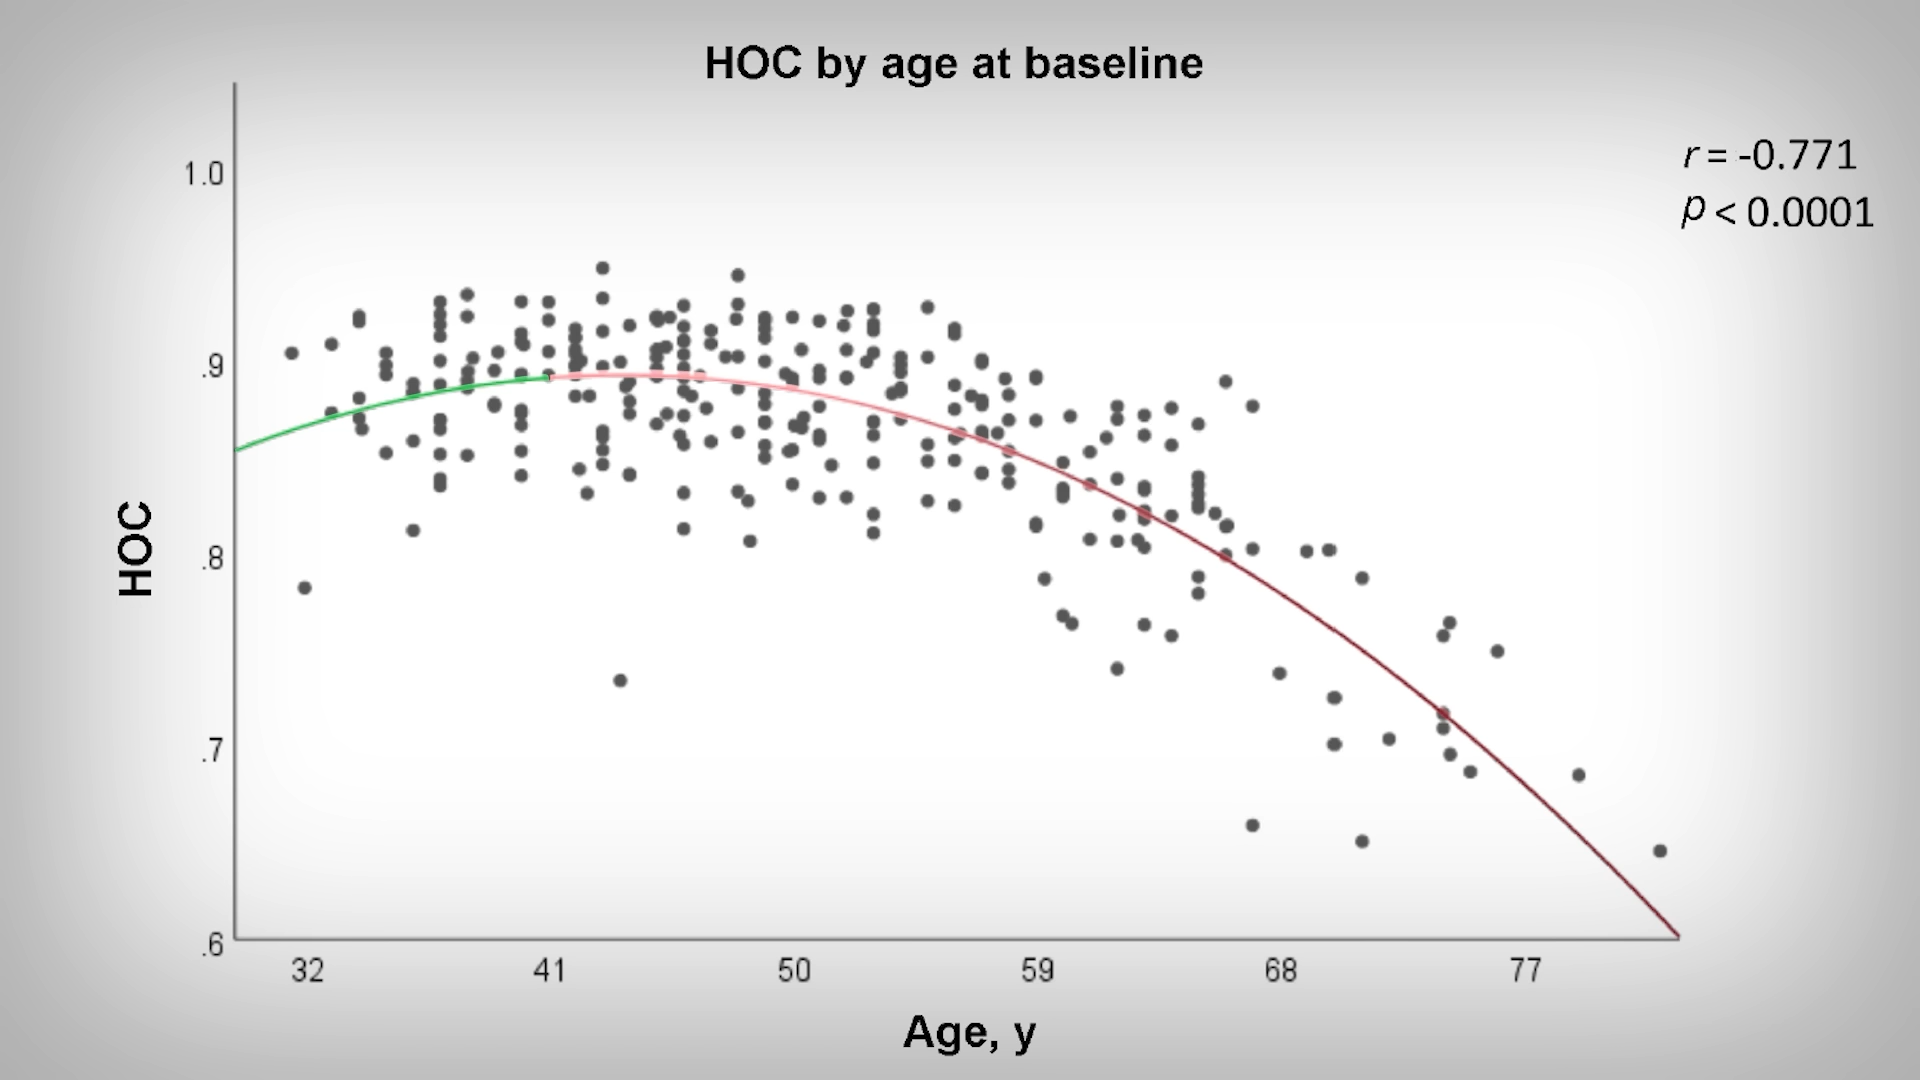 HOC by age at baseline
r = -0.771
p < 0.0001
1.0
.9
.8
.7
.6
HOC
32 41 50 59 68 77
Age, y